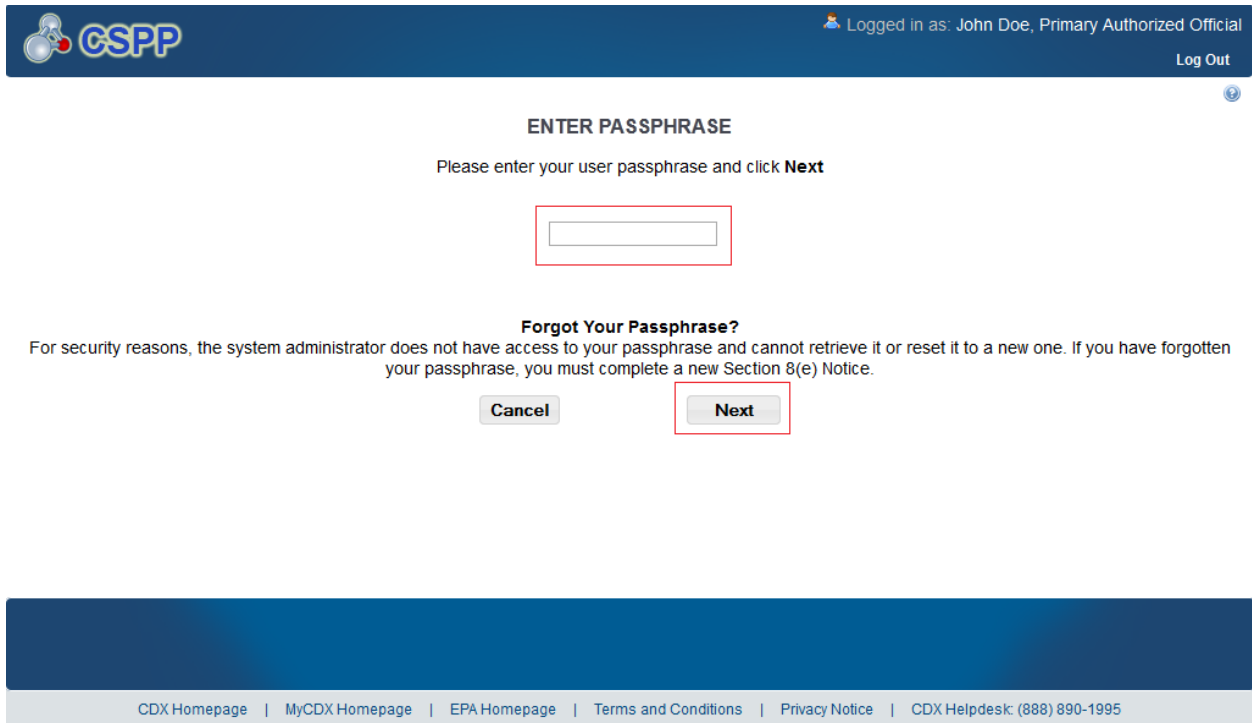 CSPP
Logged in as: John Doe, Primary Authorized Official
Log Out
ENTER PASSPHRASE
Please enter your user passphrase and click Next
Forgot Your Passphrase?
For security reasons, the system administrator does not have access to your passphrase and cannot retrieve it or reset it to a new one. If you have forgotten
your passphrase, you must complete a new Section 8(e) Notice.
Cancel Next
CDX Homepage | MyCDX Homepage | EPA Homepage | Terms and Conditions | Privacy Notice | CDX Helpdesk: (888) 890-1995